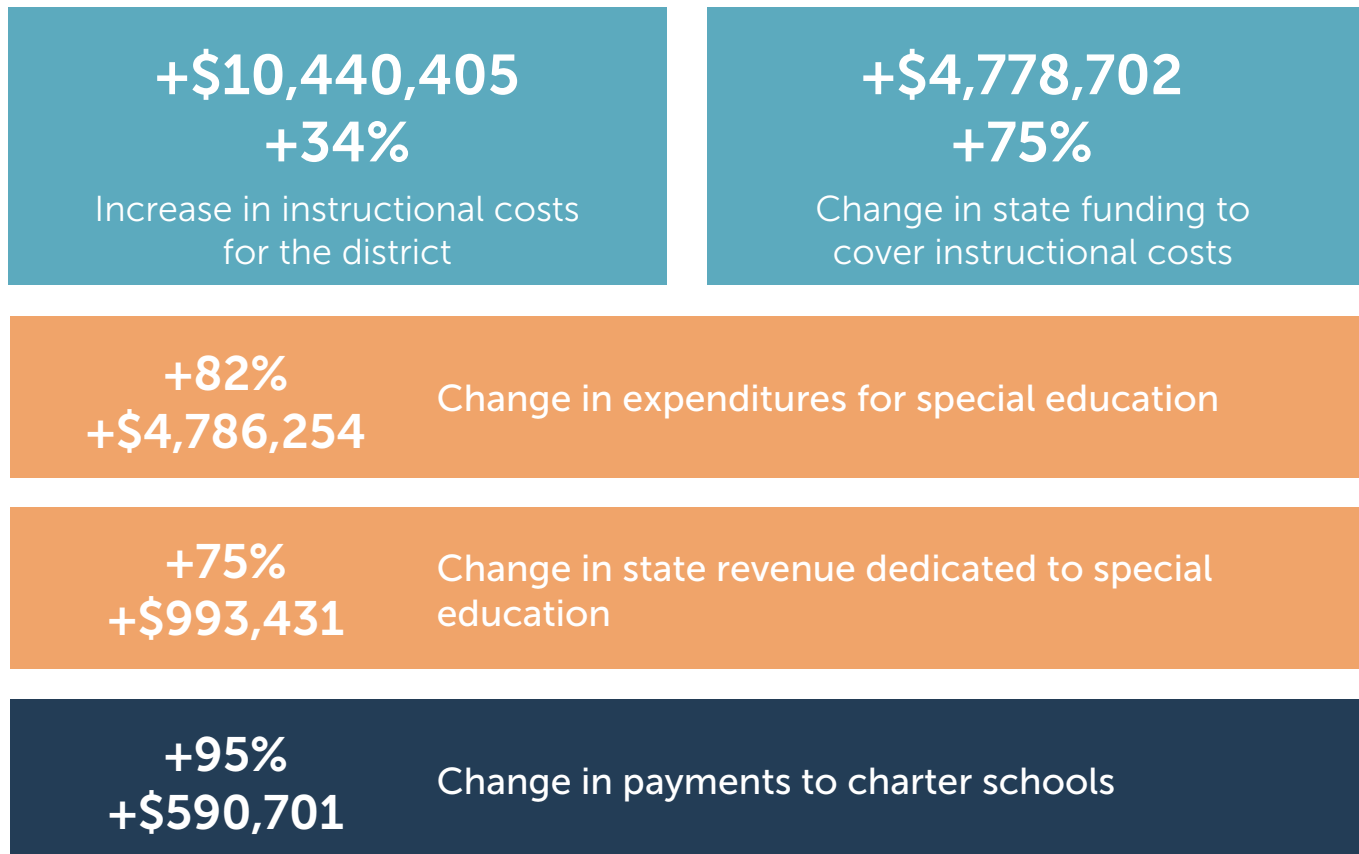 +$10,440,405
+34%
Increase in instructional costs
for the district
+$4,778,702
+75%
Change in state funding to
cover instructional costs
+82%
+$4,786,254
Change in expenditures for special education
+75%
+$993,431
Change in state revenue dedicated to special
education
+95%
+$590,701
Change in payments to charter schools